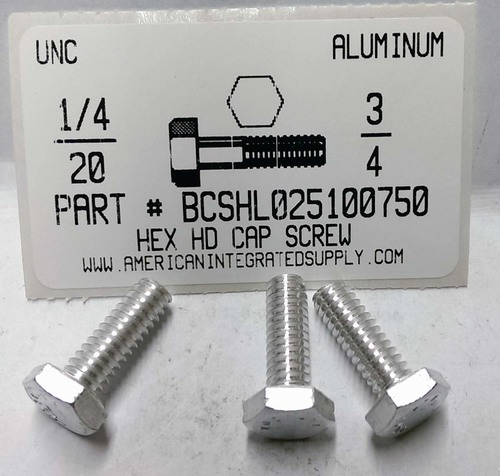 UNC ALUMINUM
1/4 3
20 4
PART # BCSHL025100750
HEX HD CAP SCREW
WWW.AMERICANINTEGRATEDSUPPLY.COM